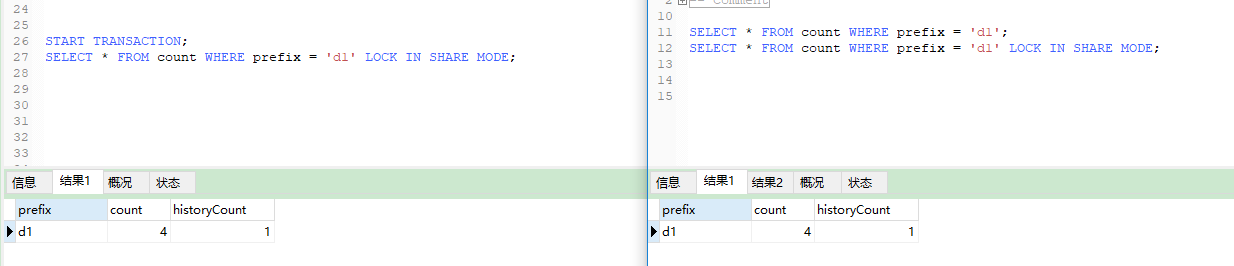 24
25
26 START TRANSACTION;
27 SELECT * FROM count WHERE prefix = 'd1' LOCK IN SHARE MODE;
28
29
30
31
32
33
信息 结果1 概况 状态
prefix count historyCount
d1 4 1
2 -- Comment
10
11 SELECT * FROM count WHERE prefix = 'd1';
12 SELECT * FROM count WHERE prefix = 'd1' LOCK IN SHARE MODE;
13
14
15
信息 结果1 结果2 概况 状态
prefix count historyCount
d1 4 1